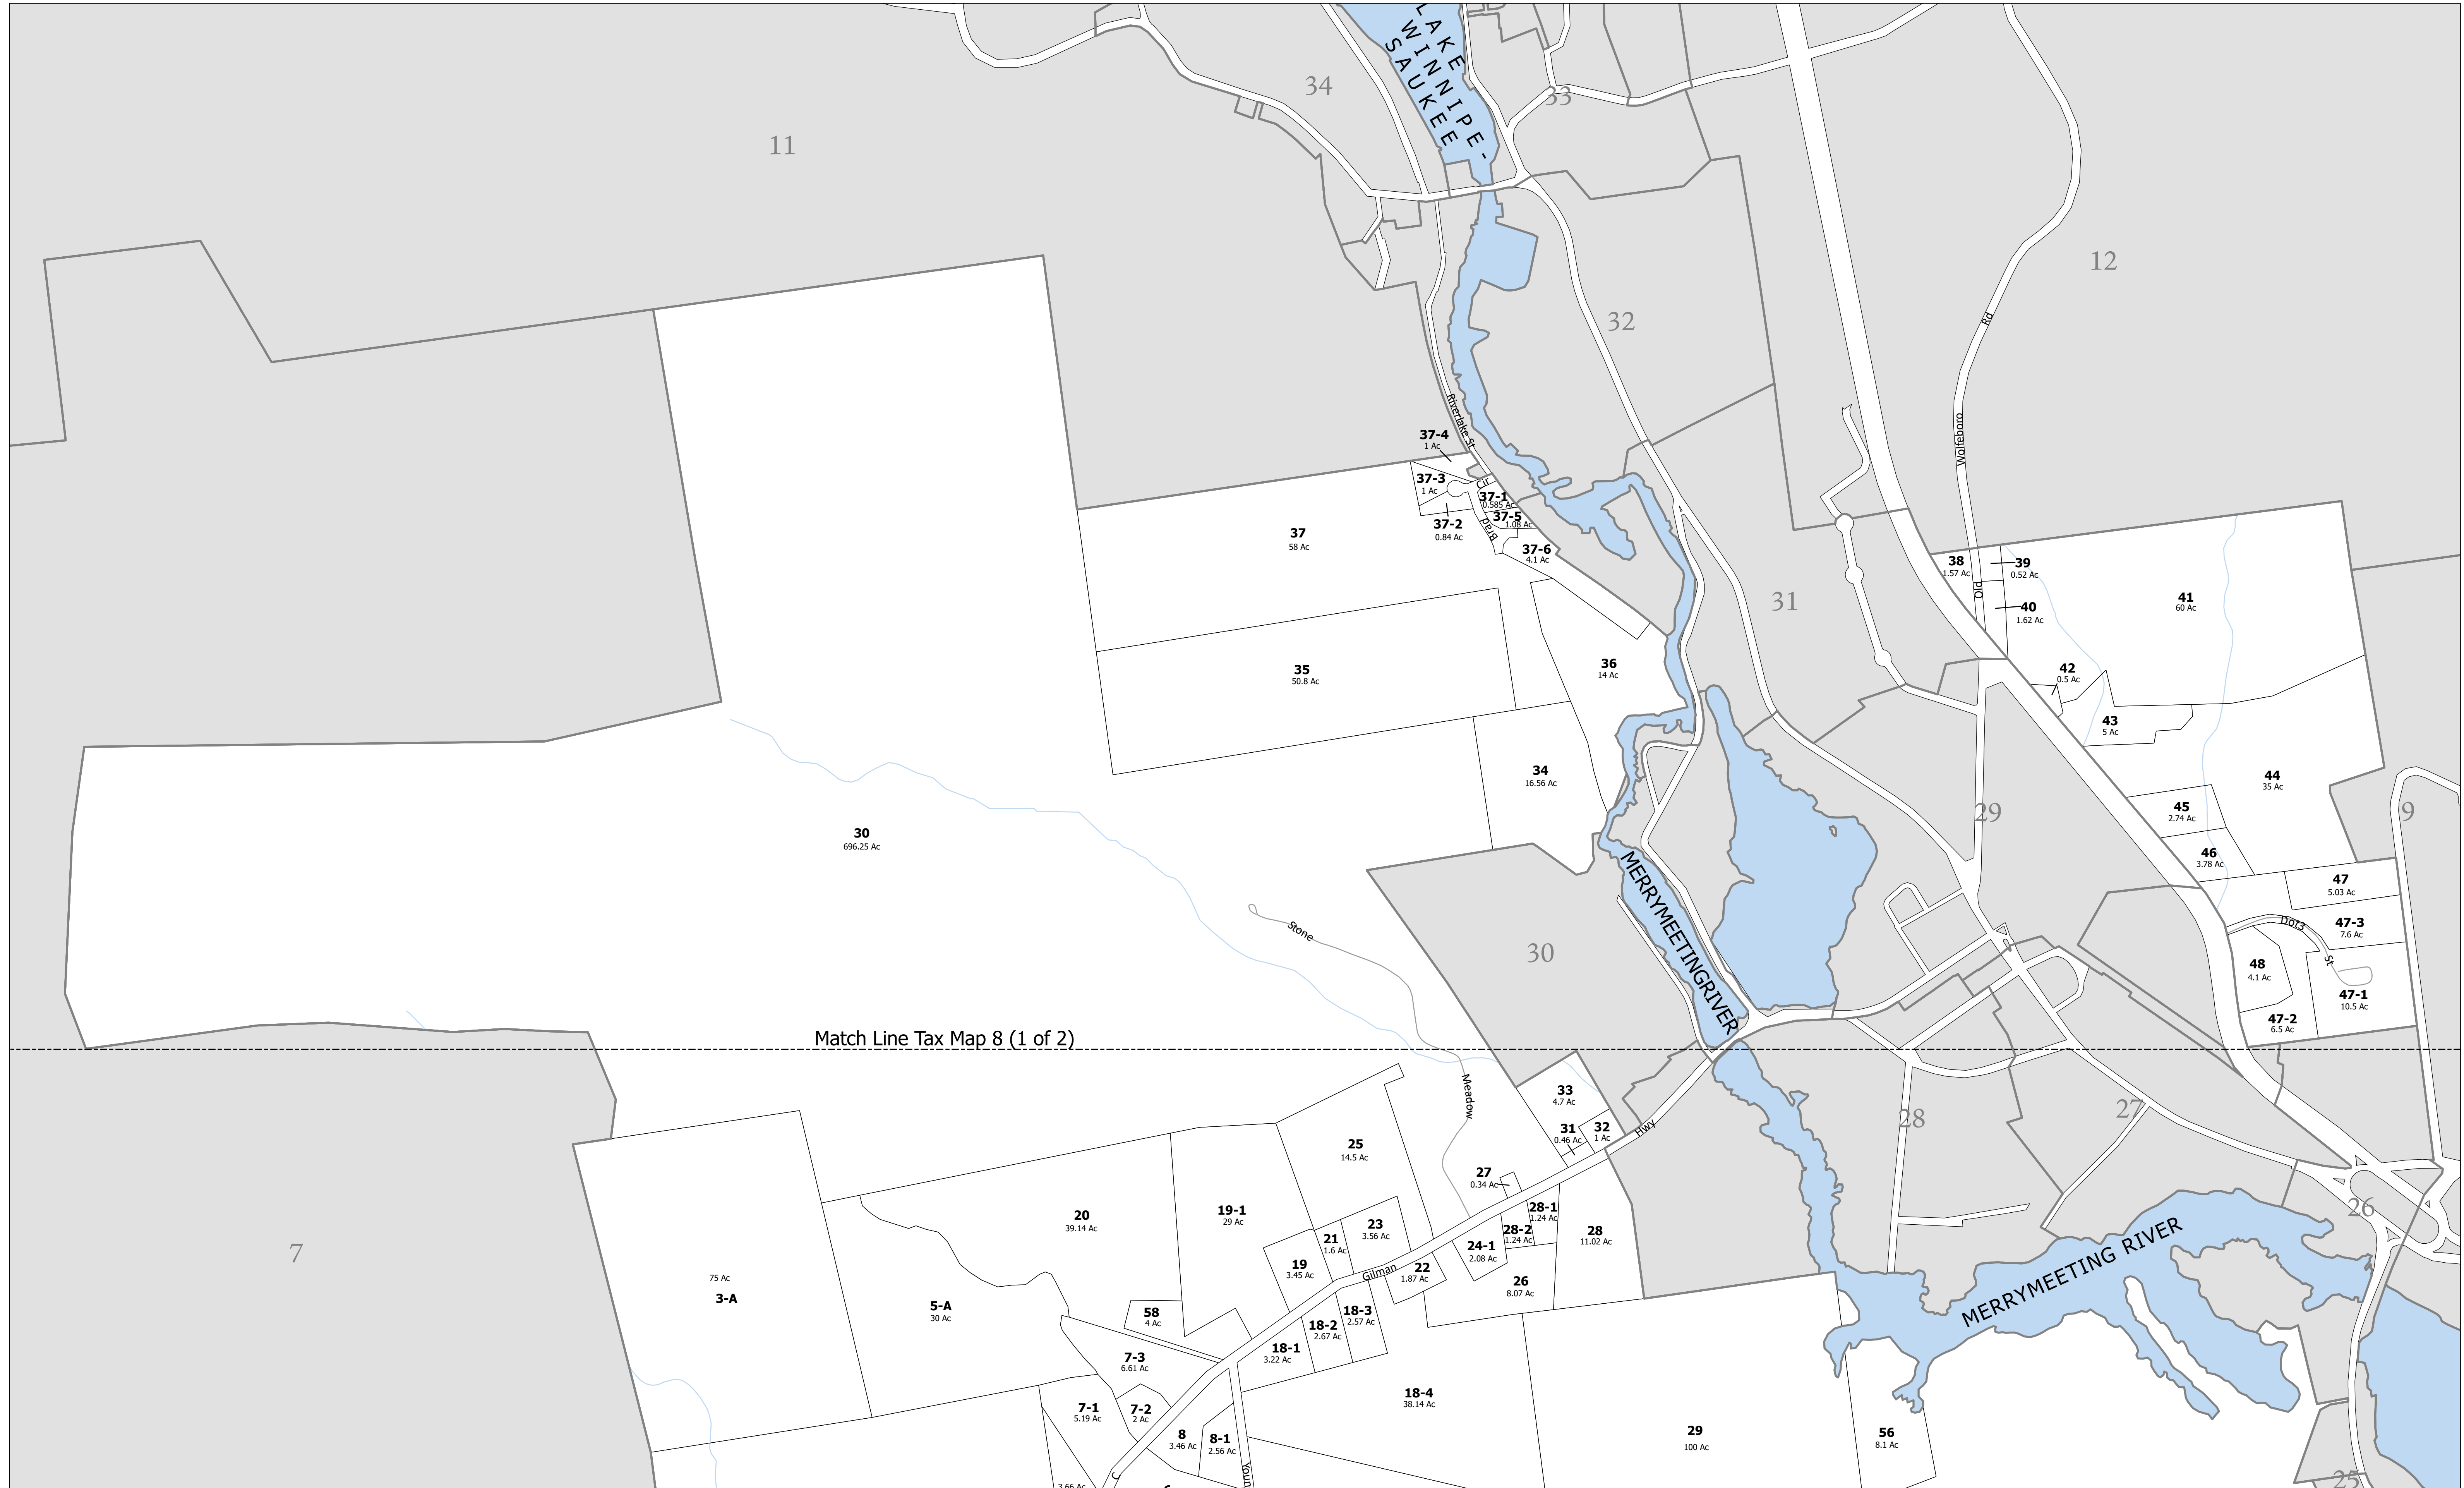 LAKE
WINNIPE-
SAUKEE
34
33
11
12
32
Rd
Wolfeboro
Old
Riverlake St
37-4
1 Ac
37-3
1 Ac
Cir
37-1
0.585 Ac
37-5
1.08 Ac
Brad
37-2
0.84 Ac
37-6
4.1 Ac
37
58 Ac
38
1.57 Ac
39
0.52 Ac
40
1.62 Ac
41
60 Ac
31
35
50.8 Ac
36
14 Ac
42
0.5 Ac
43
5 Ac
34
16.56 Ac
44
35 Ac
45
2.74 Ac
29
9
30
696.25 Ac
46
3.78 Ac
47
5.03 Ac
MERRYMEETINGRIVER
Stone
30
47-3
7.6 Ac
Dot3
St
48
4.1 Ac
47-1
10.5 Ac
47-2
6.5 Ac
Match Line Tax Map 8 (1 of 2)
Meadow
33
4.7 Ac
31
0.46 Ac
32
1 Ac
Hwy
28
27
25
14.5 Ac
27
0.34 Ac
20
39.14 Ac
19-1
29 Ac
23
3.56 Ac
21
1.6 Ac
28-1
1.24 Ac
28-2
1.24 Ac
28
11.02 Ac
26
7
19
3.45 Ac
24-1
2.08 Ac
Gilman
22
1.87 Ac
26
8.07 Ac
MERRYMEETING RIVER
75 Ac
3-A
5-A
30 Ac
58
4 Ac
18-3
2.57 Ac
18-2
2.67 Ac
18-1
3.22 Ac
7-3
6.61 Ac
18-4
38.14 Ac
7-1
5.19 Ac
7-2
2 Ac
8
3.46 Ac
8-1
2.56 Ac
29
100 Ac
56
8.1 Ac
C
Youn
25
3.66 Ac